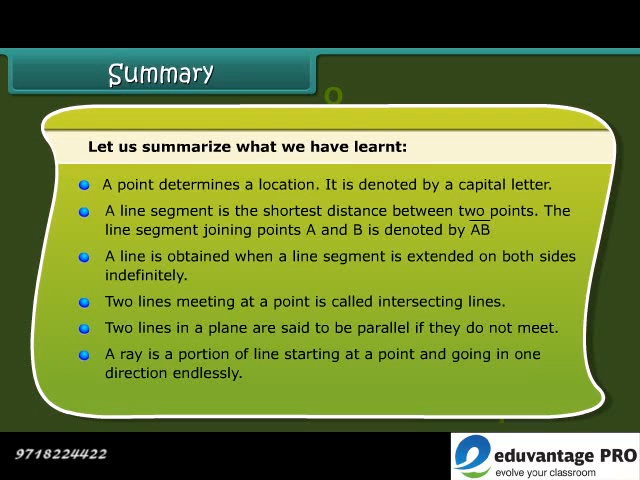 Summary
Let us summarize what we have learnt:
A point determines a location. It is denoted by a capital letter.
A line segment is the shortest distance between two points. The
line segment joining points A and B is denoted by A̅B̅
A line is obtained when a line segment is extended on both sides
indefinitely.
Two lines meeting at a point is called intersecting lines.
Two lines in a plane are said to be parallel if they do not meet.
A ray is a portion of line starting at a point and going in one
direction endlessly.
9718224422
eduvantage PRO
evolve your classroom